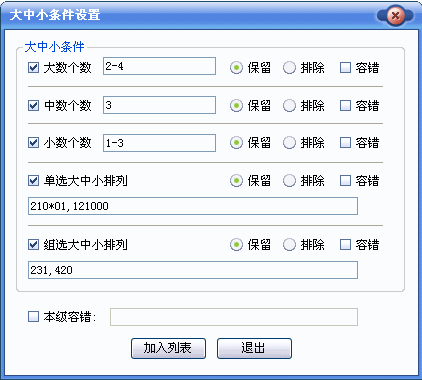 大中小条件设置
大中小条件
大数个数 2-4 保留 排除 容错
中数个数 3 保留 排除 容错
小数个数 1-3 保留 排除 容错
单选大中小排列 保留 排除 容错
210*01,121000
组选大中小排列 保留 排除 容错
231,420
本级容错:
加入列表 退出